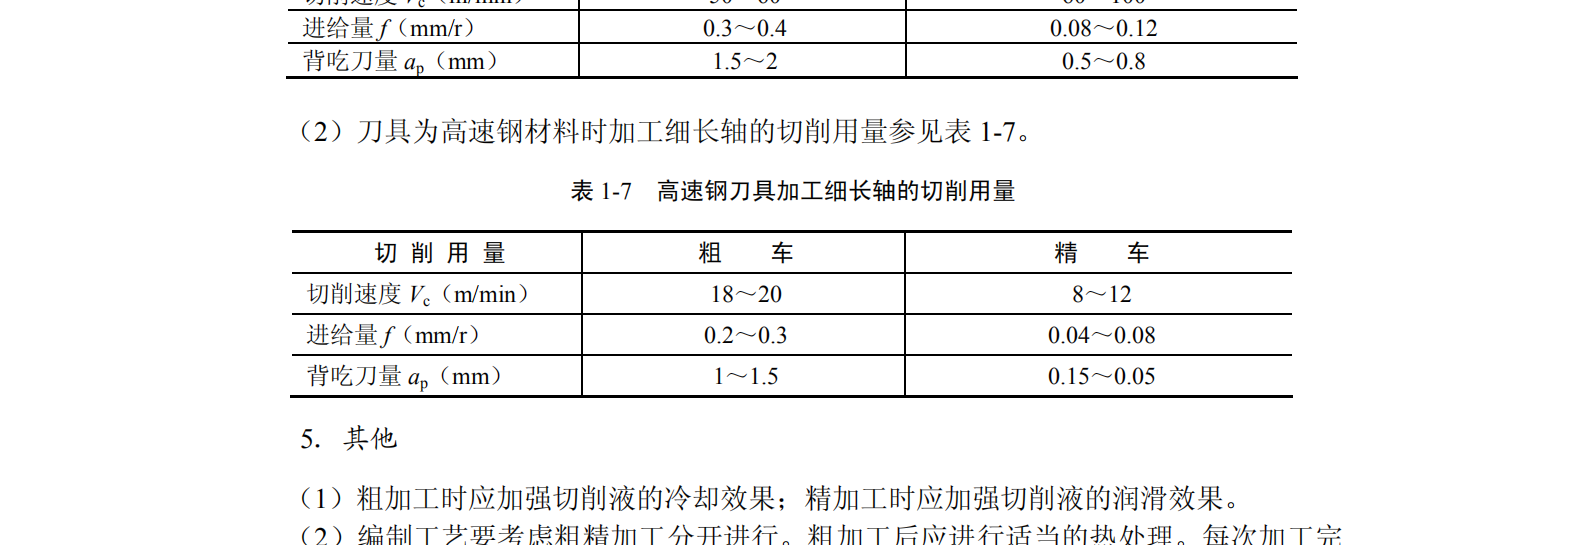 进给量 f（mm/r） 0.3～0.4 0.08～0.12
背吃刀量 ap（mm） 1.5～2 0.5～0.8
（2）刀具为高速钢材料时加工细长轴的切削用量参见表 1-7。
表 1-7 高速钢刀具加工细长轴的切削用量
切 削 用 量 粗 车 精 车
切削速度 Vc（m/min） 18～20 8～12
进给量 f（mm/r） 0.2～0.3 0.04～0.08
背吃刀量 ap（mm） 1～1.5 0.15～0.05
5．其他
（1）粗加工时应加强切削液的冷却效果；精加工时应加强切削液的润滑效果。
（2）编制工艺要考虑粗精加工分开进行。粗加工后应进行适当的热处理。每次加工完